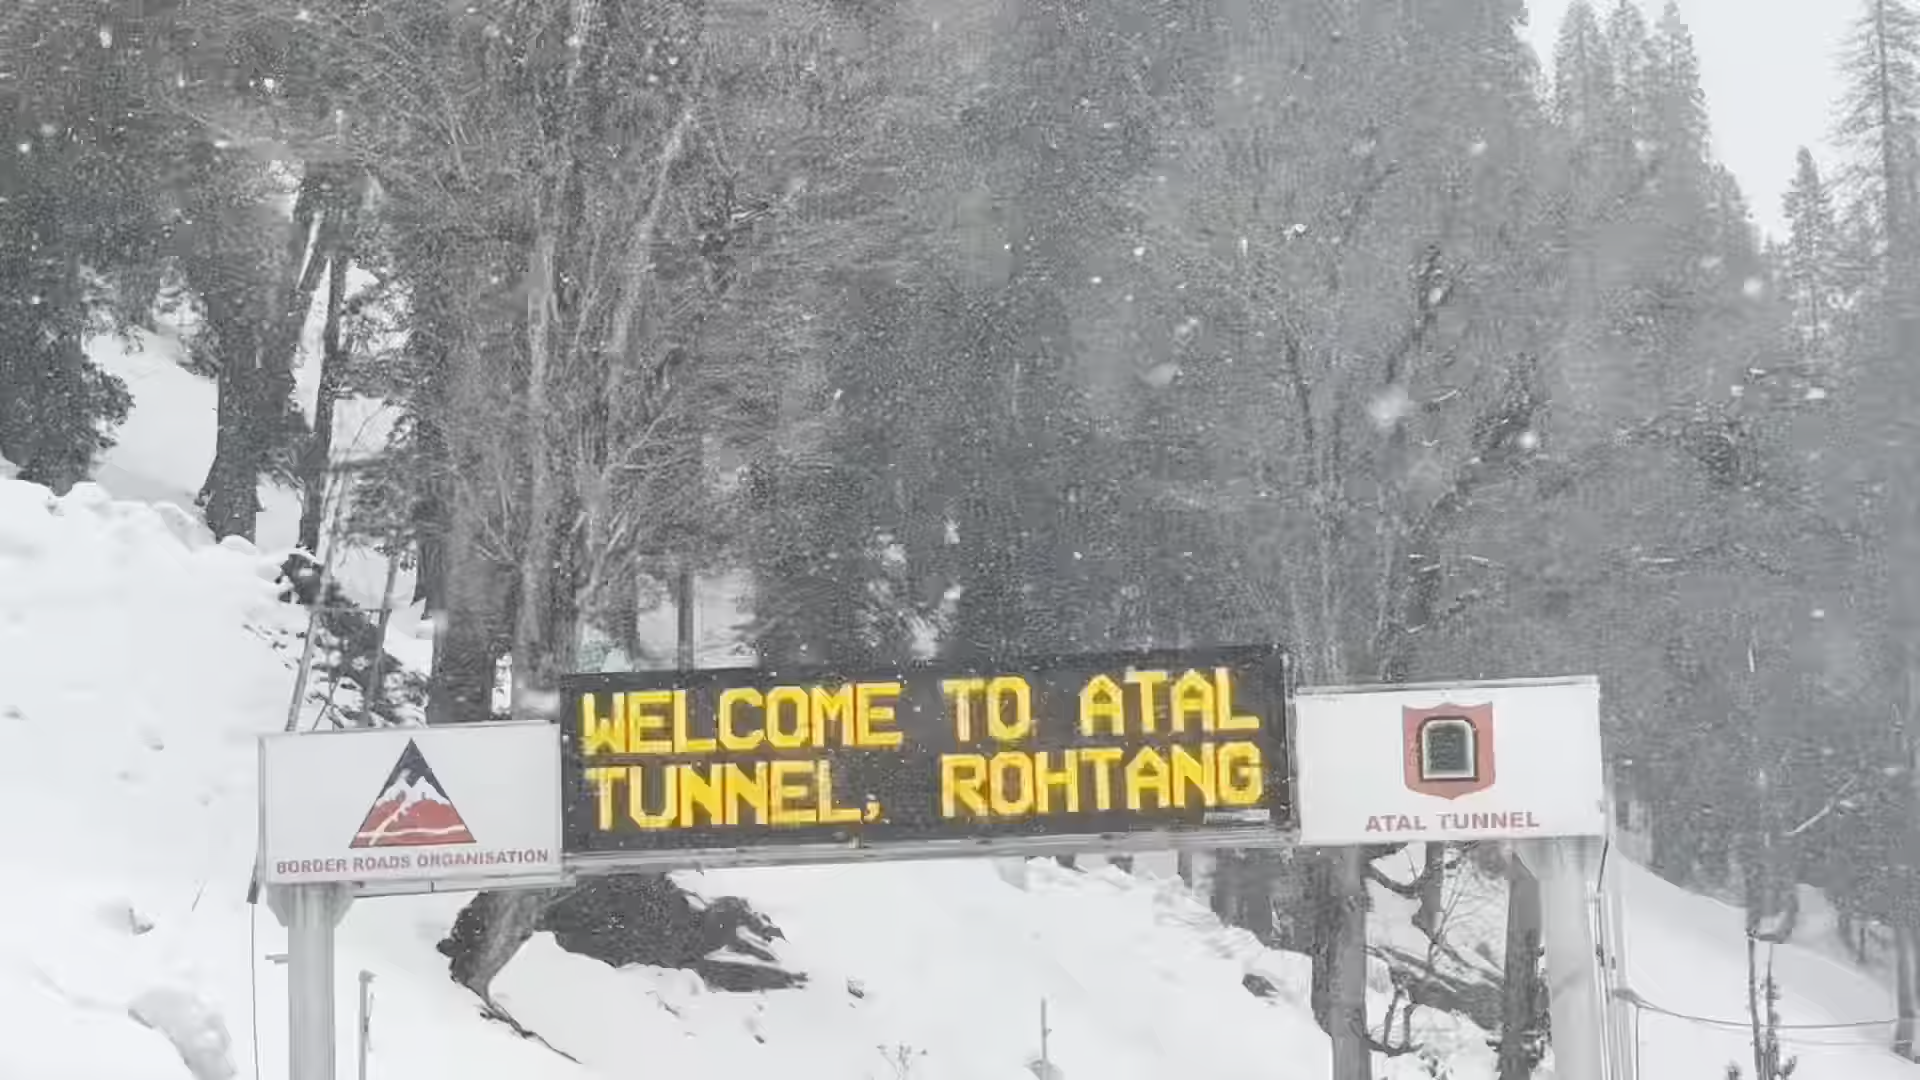 WELCOME TO ATAL
TUNNEL, ROHTANG
BORDER ROADS ORGANISATION
ATAL TUNNEL